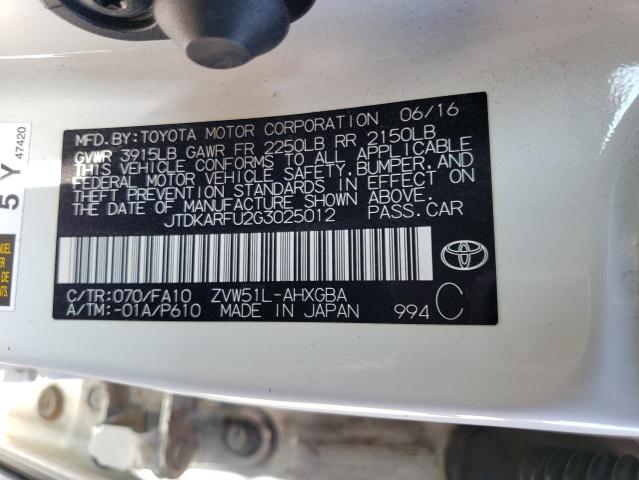 MFD. BY: TOYOTA MOTOR CORPORATION 06/16
GVWR 3915LB GAWR FR 2250LB RR 2150LB
THIS VEHICLE CONFORMS TO ALL APPLICABLE
FEDERAL MOTOR VEHICLE SAFETY, BUMPER, AND
THEFT PREVENTION STANDARDS IN EFFECT ON
THE DATE OF MANUFACTURE SHOWN ABOVE.
JTDKARFU2G3025012 PASS.CAR
C/TR:070/FA10 ZVW51L-AHXGBA
A/TM:-01A/P610 MADE IN JAPAN 994 C
5Y
47420